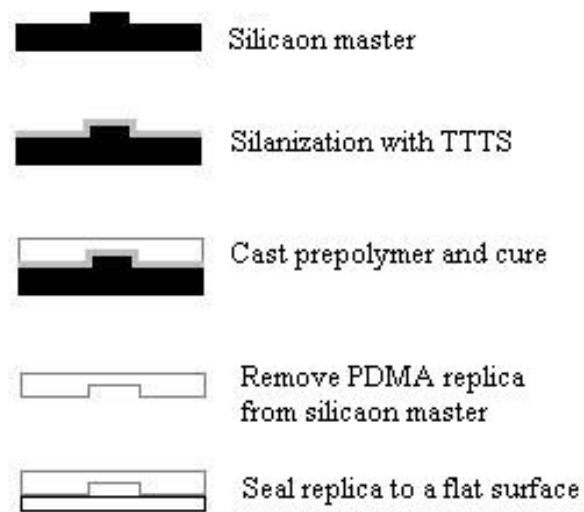 Silicaon master
Silanization with TTTS
Cast prepolymer and cure
Remove PDMA replica
from silicaon master
Seal replica to a flat surface